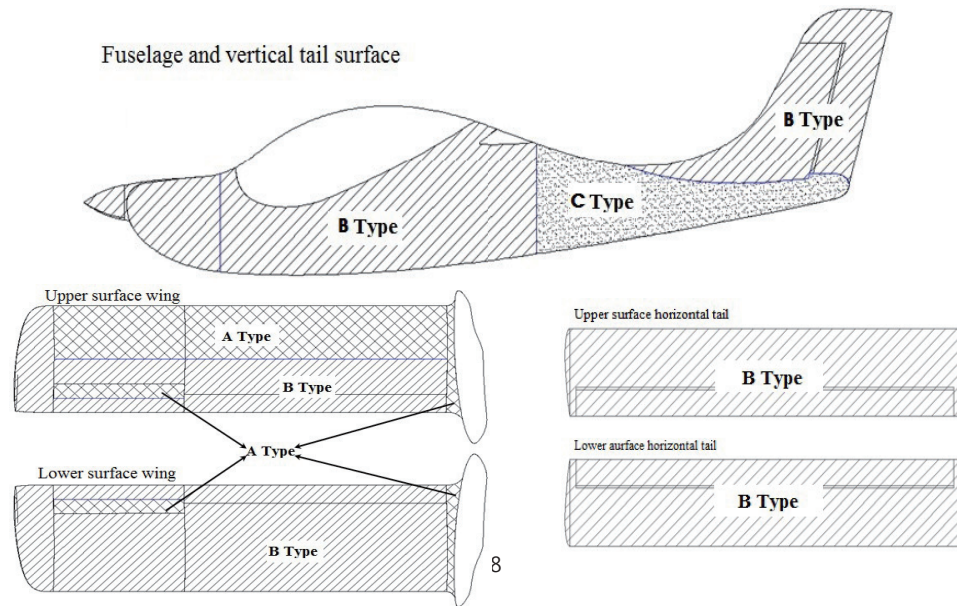 Fuselage and vertical tail surface
B Type
C Type
B Type
Upper surface wing
A Type
B Type
A Type
Lower surface wing
B Type
8
Upper surface horizontal tail
B Type
Lower aurface horizontal tail
B Type